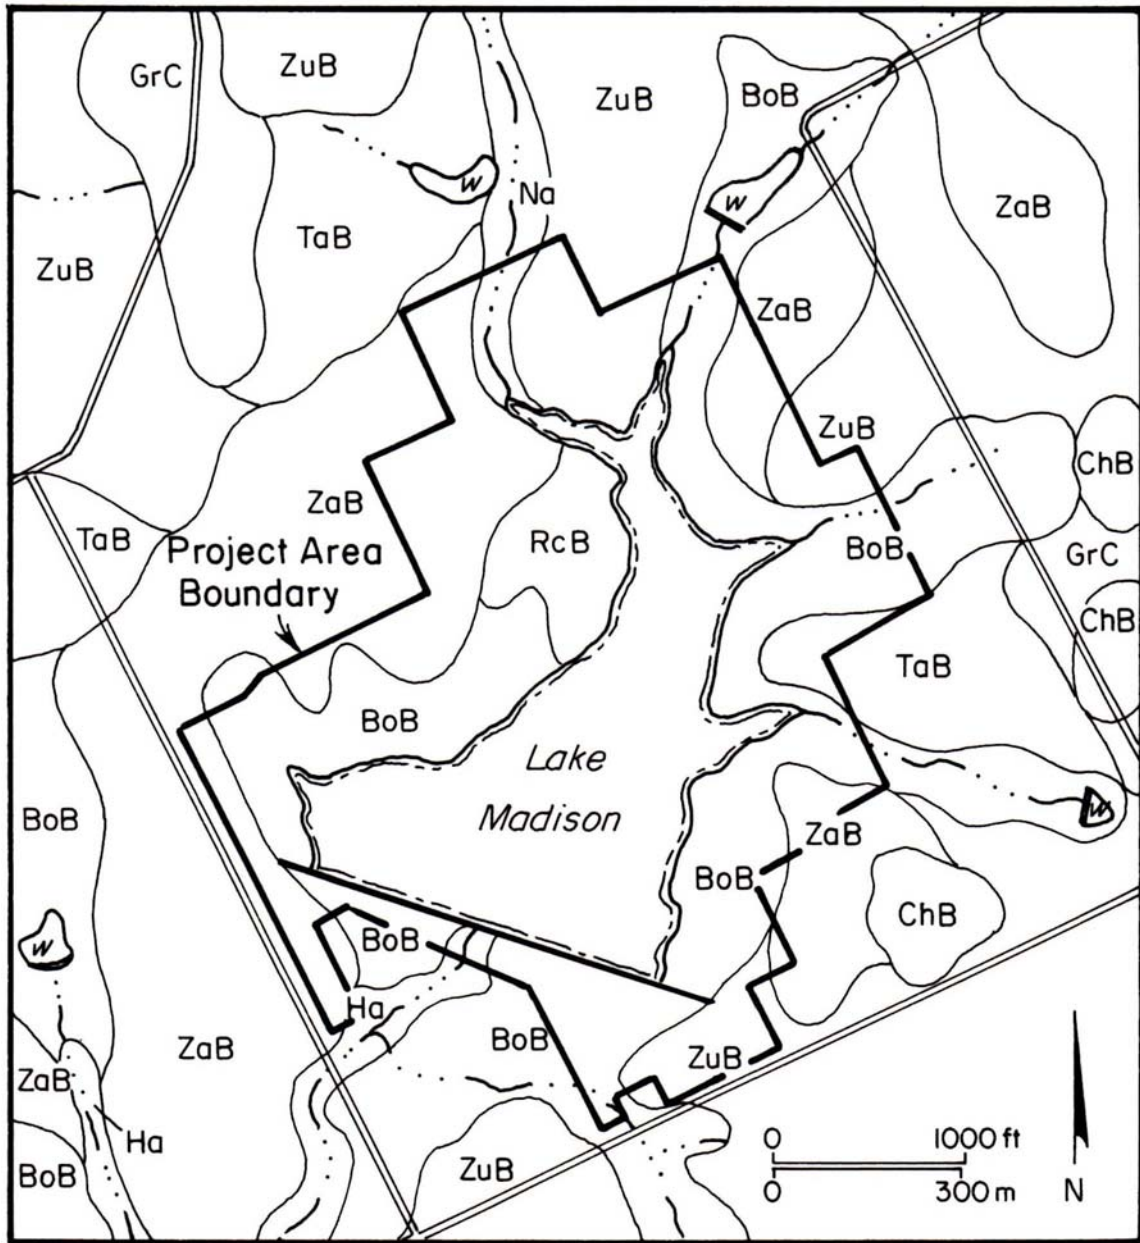 GrC
ZuB
ZuB
BoB
W
W
Na
ZaB
TaB
ZuB
ZaB
ZuB
ChB
ZaB
TaB
RcB
BoB
GrC
Project Area
Boundary
ChB
TaB
BoB
Lake
Madison
BoB
W
ZaB
BoB
ChB
W
BoB
Ha
ZaB
BoB
ZuB
ZaB
Ha
BoB
ZuB
0 1000 ft
0 300 m
N